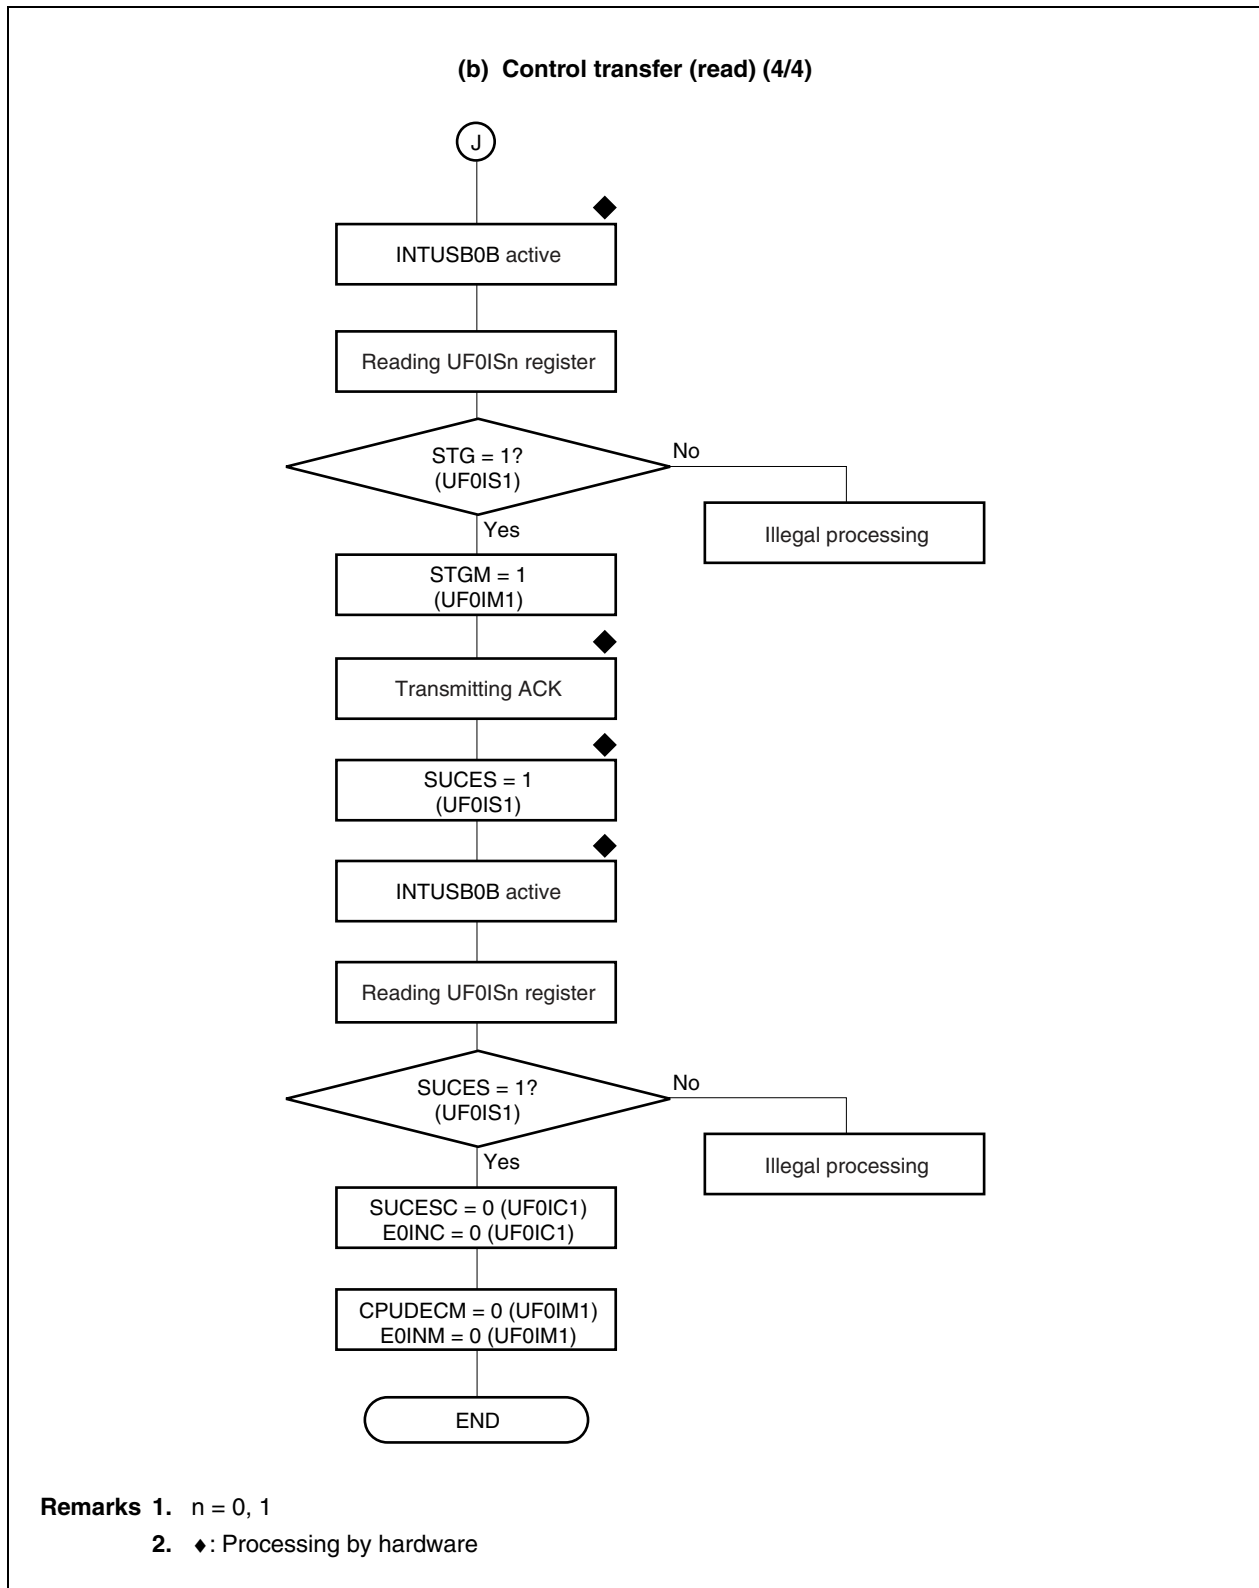 (b) Control transfer (read) (4/4)
J
INTUSB0B active
Reading UF0ISn register
STG = 1?
(UF0IS1)
No
Illegal processing
Yes
STGM = 1
(UF0IM1)
Transmitting ACK
SUCES = 1
(UF0IS1)
INTUSB0B active
Reading UF0ISn register
SUCES = 1?
(UF0IS1)
No
Illegal processing
Yes
SUCESC = 0 (UF0IC1)
E0INC = 0 (UF0IC1)
CPUDECM = 0 (UF0IM1)
E0INM = 0 (UF0IM1)
END
Remarks 1. n = 0, 1
2. ♦: Processing by hardware